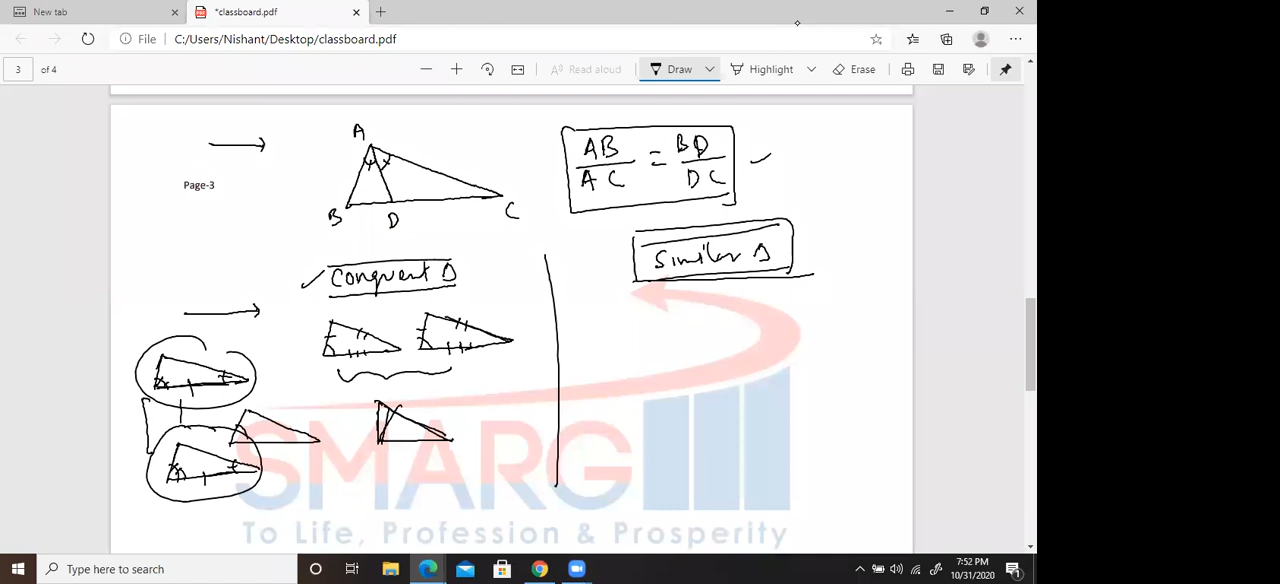 New tab
*classboard.pdf
File
C:/Users/Nishant/Desktop/classboard.pdf
3 of 4
Read aloud
Draw
Highlight
Erase
A
B D C
AB/AC = BD/DC
Page-3
Similar Δ
Congruent Δ
SMARG
To Life, Profession & Prosperity
Type here to search
7:52 PM
10/31/2020
1